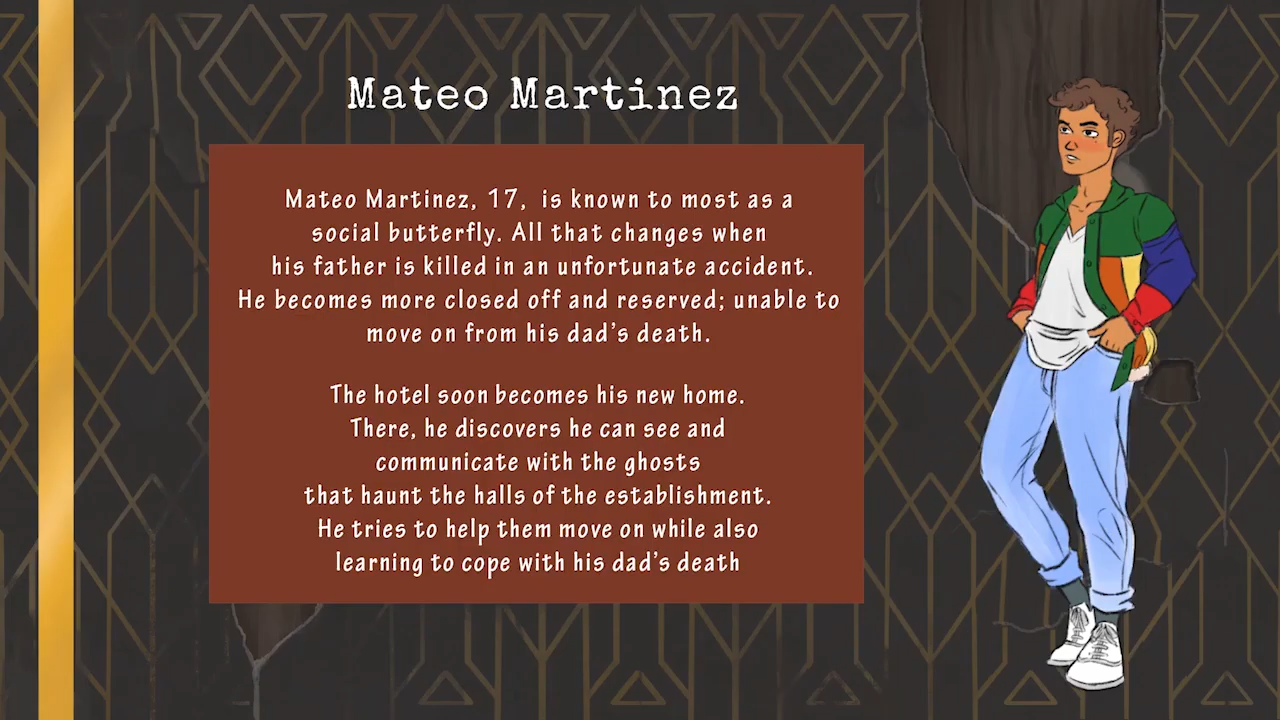 Mateo Martinez
Mateo Martinez, 17, is known to most as a
social butterfly. All that changes when
his father is killed in an unfortunate accident.
He becomes more closed off and reserved; unable to
move on from his dad's death.
The hotel soon becomes his new home.
There, he discovers he can see and
communicate with the ghosts
that haunt the halls of the establishment.
He tries to help them move on while also
learning to cope with his dad's death